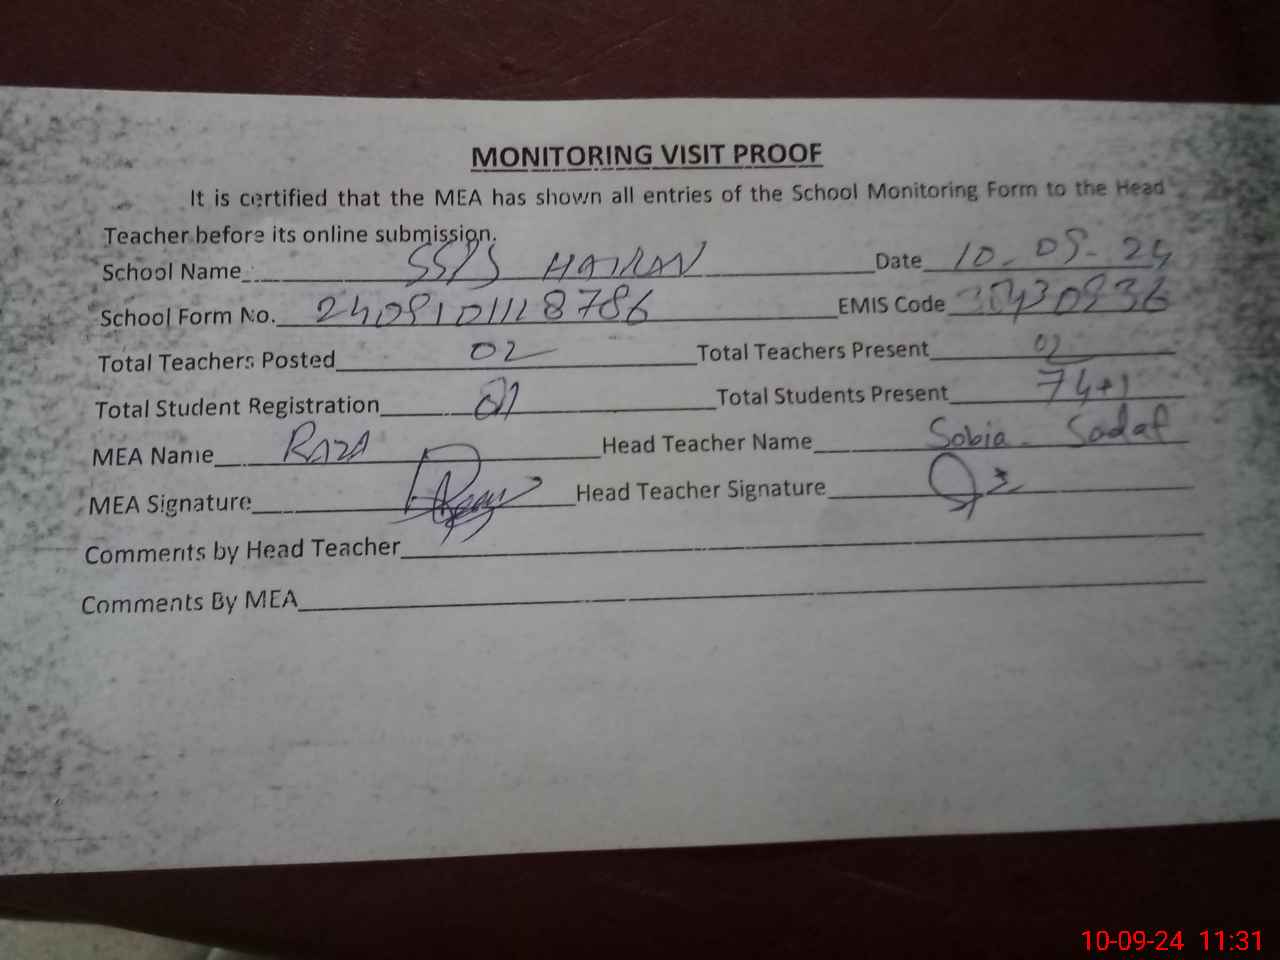 MONITORING VISIT PROOF
It is certified that the MEA has shown all entries of the School Monitoring Form to the Head
Teacher before its online submission.
School Name Date 10-09-24
School Form No. 24091011128786 EMIS Code
Total Teachers Posted 02 Total Teachers Present 02
Total Student Registration Total Students Present 74+1
MEA Name RAZA Head Teacher Name Sobia Sadaf
MEA Signature Head Teacher Signature
Comments by Head Teacher
Comments By MEA
10-09-24 11:31